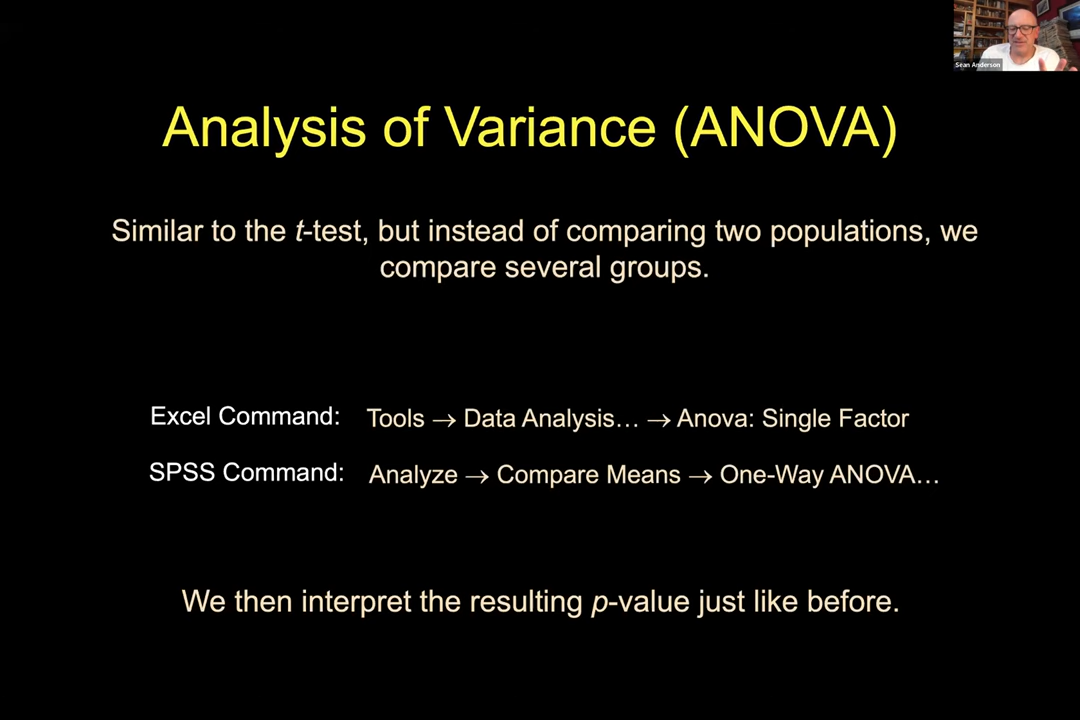 Sean Anderson
Analysis of Variance (ANOVA)
Similar to the t-test, but instead of comparing two populations, we
compare several groups.
Excel Command: Tools → Data Analysis… → Anova: Single Factor
SPSS Command: Analyze → Compare Means → One-Way ANOVA…
We then interpret the resulting p-value just like before.